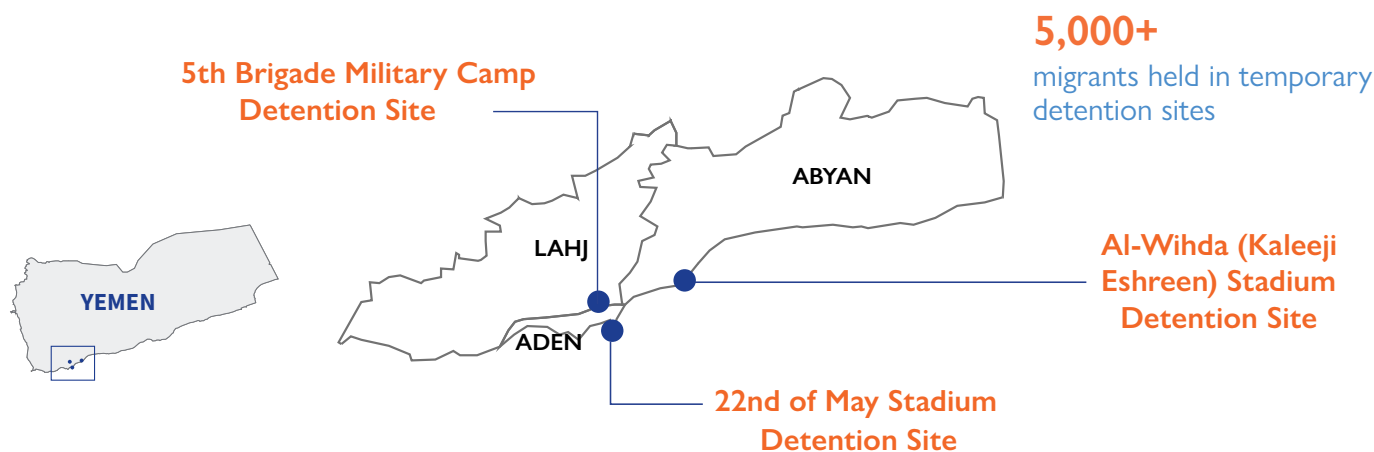 5,000+
migrants held in temporary
detention sites
5th Brigade Military Camp
Detention Site
ABYAN
LAHJ
Al-Wihda (Kaleeji
Eshreen) Stadium
Detention Site
YEMEN
ADEN
22nd of May Stadium
Detention Site